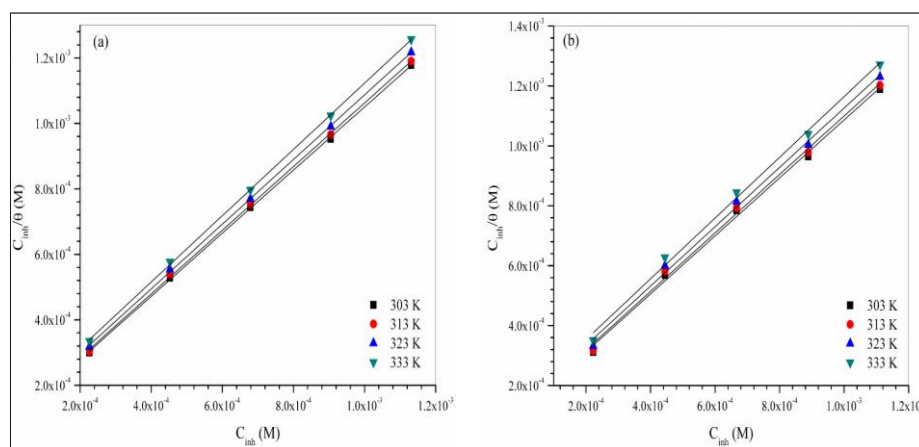 (a)
C_inh/θ (M)
1.2x10⁻³
1.0x10⁻³
8.0x10⁻⁴
6.0x10⁻⁴
4.0x10⁻⁴
2.0x10⁻⁴
303 K
313 K
323 K
333 K
2.0x10⁻⁴ 4.0x10⁻⁴ 6.0x10⁻⁴ 8.0x10⁻⁴ 1.0x10⁻³ 1.2x10⁻³
C_inh (M)
(b)
C_inh/θ (M)
1.4x10⁻³
1.2x10⁻³
1.0x10⁻³
8.0x10⁻⁴
6.0x10⁻⁴
4.0x10⁻⁴
2.0x10⁻⁴
303 K
313 K
323 K
333 K
2.0x10⁻⁴ 4.0x10⁻⁴ 6.0x10⁻⁴ 8.0x10⁻⁴ 1.0x10⁻³ 1.2x10⁻³
C_inh (M)